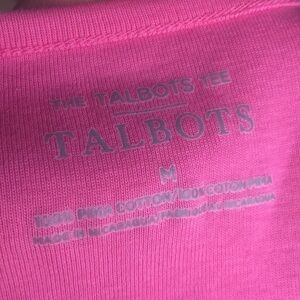 THE TALBOTS TEE
TALBOTS
M
100% PIMA COTTON/100% COTON PIMA
MADE IN NICARAGUA/FABRIQUÉ AU NICARAGUA